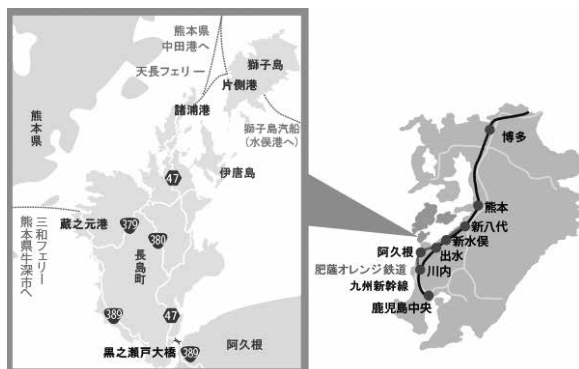 熊本県
中田港へ
獅子島
天長フェリー
片側港
諸浦港
獅子島汽船
(水俣港へ)
熊本県
伊唐島
47
蔵之元港
379
380
長島町
三和フェリー
熊本県牛深市へ
389
47
黒之瀬戸大橋
389
阿久根
博多
熊本
新八代
新水俣
出水
阿久根
川内
肥薩オレンジ鉄道
九州新幹線
鹿児島中央